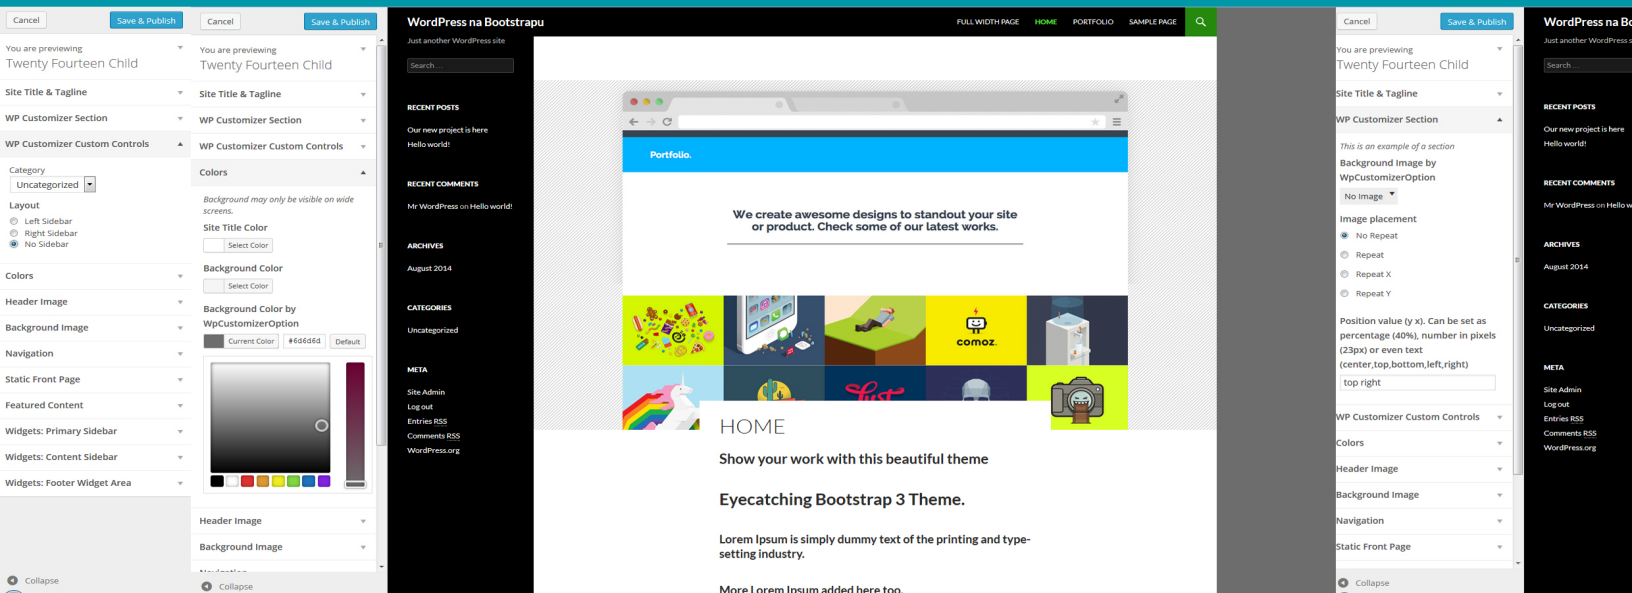 Cancel
Save & Publish
You are previewing
Twenty Fourteen Child
Site Title & Tagline
WP Customizer Section
WP Customizer Custom Controls
Category
Uncategorized
Layout
Left Sidebar
Right Sidebar
No Sidebar
Colors
Header Image
Background Image
Navigation
Static Front Page
Featured Content
Widgets: Primary Sidebar
Widgets: Content Sidebar
Widgets: Footer Widget Area
Collapse
Cancel
Save & Publish
You are previewing
Twenty Fourteen Child
Site Title & Tagline
WP Customizer Section
WP Customizer Custom Controls
Colors
Background may only be visible on wide
screens.
Site Title Color
Select Color
Background Color
Select Color
Background Color by
WpCustomizerOption
Current Color
#6d6d6d
Default
Header Image
Background Image
Navigation
Collapse
WordPress na Bootstrapu
Just another WordPress site
Search ...
RECENT POSTS
Our new project is here
Hello world!
RECENT COMMENTS
Mr WordPress on Hello world!
ARCHIVES
August 2014
CATEGORIES
Uncategorized
META
Site Admin
Log out
Entries RSS
Comments RSS
WordPress.org
FULL WIDTH PAGE
HOME
PORTFOLIO
SAMPLE PAGE
Portfolio.
We create awesome designs to standout your site
or product. Check some of our latest works.
comoz.
Lust
HOME
Show your work with this beautiful theme
Eyecatching Bootstrap 3 Theme.
Lorem Ipsum is simply dummy text of the printing and type-
setting industry.
More Lorem Ipsum added here too.
Cancel
Save & Publish
You are previewing
Twenty Fourteen Child
Site Title & Tagline
WP Customizer Section
This is an example of a section
Background Image by
WpCustomizerOption
No Image
Image placement
No Repeat
Repeat
Repeat X
Repeat Y
Position value (y x). Can be set as
percentage (40%), number in pixels
(23px) or even text
(center,top,bottom,left,right)
top right
WP Customizer Custom Controls
Colors
Header Image
Background Image
Navigation
Static Front Page
Collapse
WordPress na Bo
Just another WordPress s
Search ...
RECENT POSTS
Our new project is here
Hello world!
RECENT COMMENTS
Mr WordPress on Hello w
ARCHIVES
August 2014
CATEGORIES
Uncategorized
META
Site Admin
Log out
Entries RSS
Comments RSS
WordPress.org